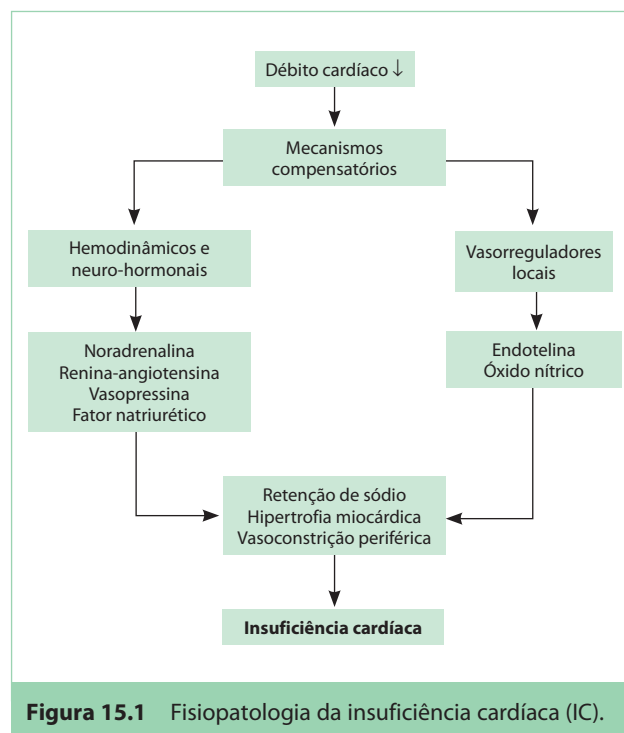 Débito cardíaco ↓
Mecanismos
compensatórios
Hemodinâmicos e
neuro-hormonais
Vasorreguladores
locais
Noradrenalina
Renina-angiotensina
Vasopressina
Fator natriurético
Endotelina
Óxido nítrico
Retenção de sódio
Hipertrofia miocárdica
Vasoconstrição periférica
Insuficiência cardíaca
Figura 15.1 Fisiopatologia da insuficiência cardíaca (IC).